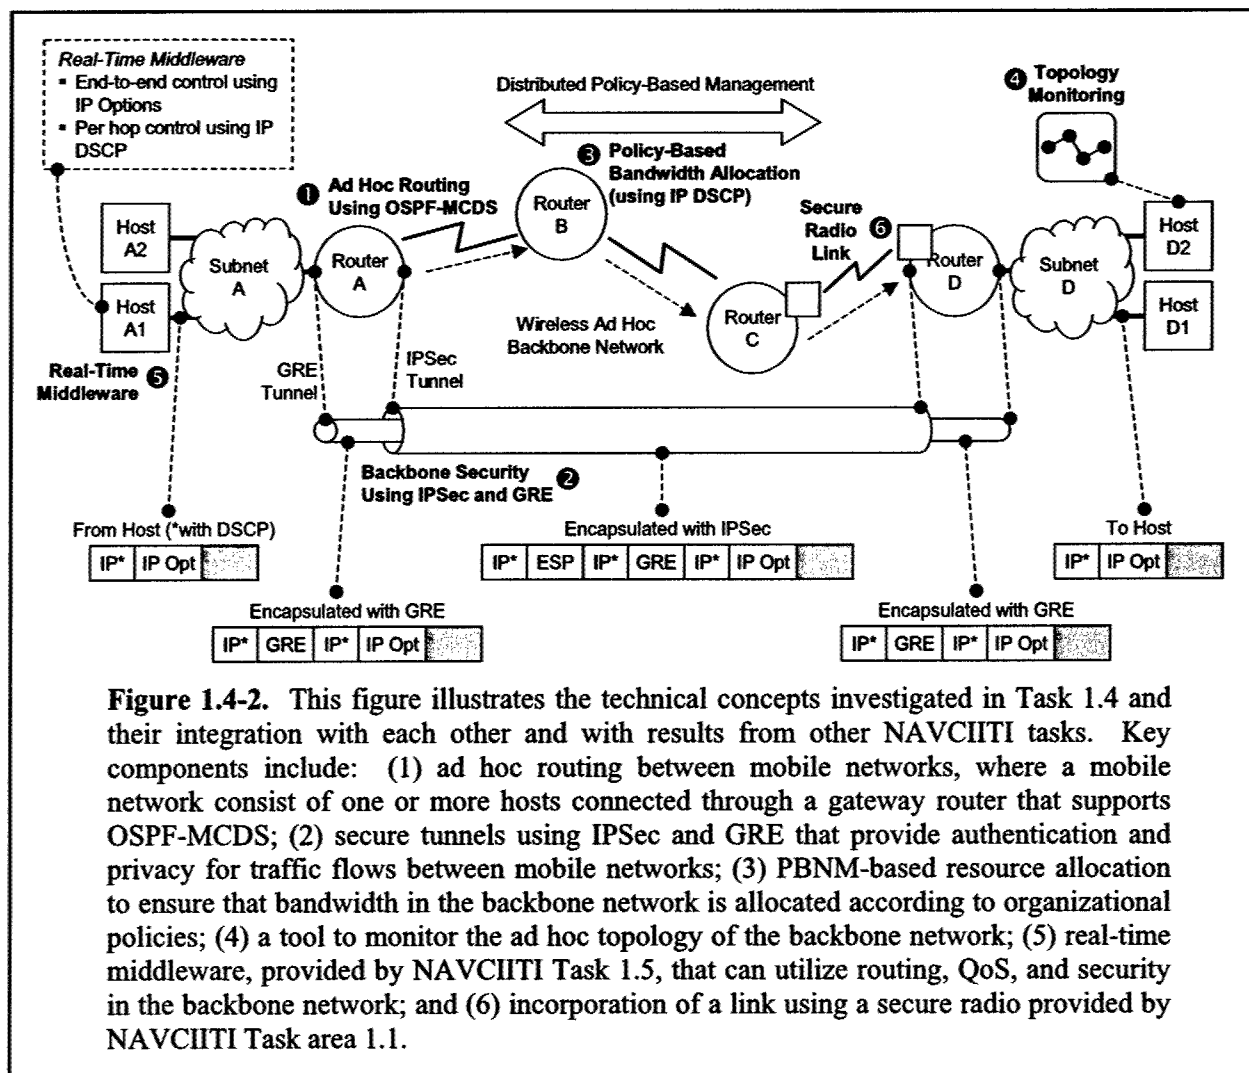 Real-Time Middleware
▪ End-to-end control using
IP Options
▪ Per hop control using IP
DSCP
Distributed Policy-Based Management
❹ Topology
Monitoring
❸ Policy-Based
Bandwidth Allocation
(using IP DSCP)
❶ Ad Hoc Routing
Using OSPF-MCDS
Secure
Radio
Link
❻
Host
A2
Host
A1
Subnet
A
Router
A
Router
B
Router
C
Router
D
Subnet
D
Host
D2
Host
D1
Wireless Ad Hoc
Backbone Network
Real-Time
Middleware
❺
GRE
Tunnel
IPSec
Tunnel
Backbone Security
Using IPSec and GRE
❷
From Host (*with DSCP)
IP* IP Opt
Encapsulated with IPSec
IP* ESP IP* GRE IP* IP Opt
To Host
IP* IP Opt
Encapsulated with GRE
IP* GRE IP* IP Opt
Encapsulated with GRE
IP* GRE IP* IP Opt
Figure 1.4-2. This figure illustrates the technical concepts investigated in Task 1.4 and
their integration with each other and with results from other NAVCIITI tasks. Key
components include: (1) ad hoc routing between mobile networks, where a mobile
network consist of one or more hosts connected through a gateway router that supports
OSPF-MCDS; (2) secure tunnels using IPSec and GRE that provide authentication and
privacy for traffic flows between mobile networks; (3) PBNM-based resource allocation
to ensure that bandwidth in the backbone network is allocated according to organizational
policies; (4) a tool to monitor the ad hoc topology of the backbone network; (5) real-time
middleware, provided by NAVCIITI Task 1.5, that can utilize routing, QoS, and security
in the backbone network; and (6) incorporation of a link using a secure radio provided by
NAVCIITI Task area 1.1.